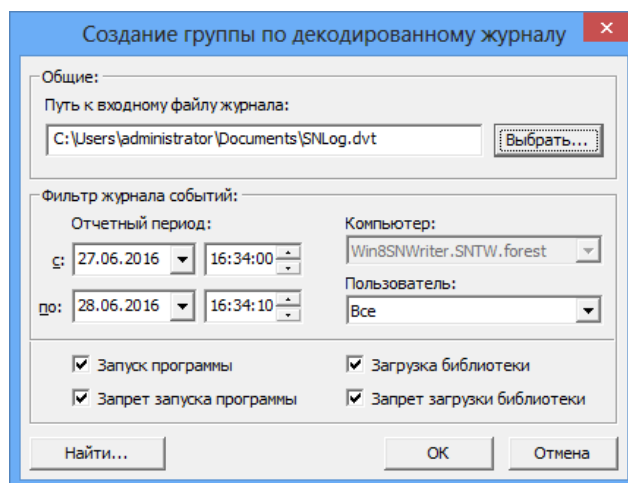 Создание группы по декодированному журналу
Общие:
Путь к входному файлу журнала:
C:\Users\administrator\Documents\SNLog.dvt Выбрать...
Фильтр журнала событий:
Отчетный период: Компьютер:
с: 27.06.2016 16:34:00 Win8SNWriter.SNTW.forest
Пользователь:
по: 28.06.2016 16:34:10 Все
Запуск программы Загрузка библиотеки
Запрет запуска программы Запрет загрузки библиотеки
Найти... OK Отмена